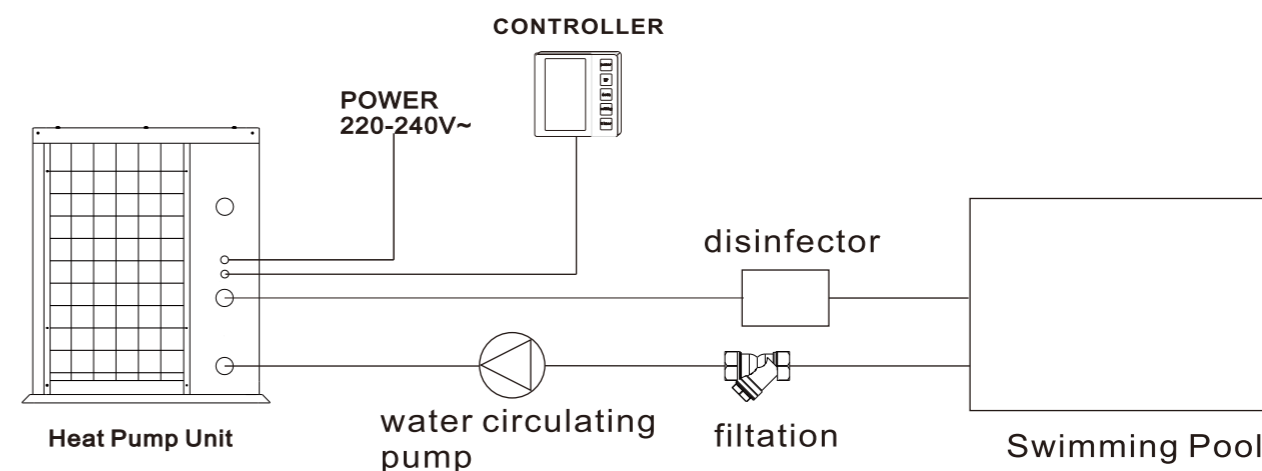 CONTROLLER
POWER
220-240V~
disinfector
water circulating
pump
filtation
Heat Pump Unit
Swimming Pool